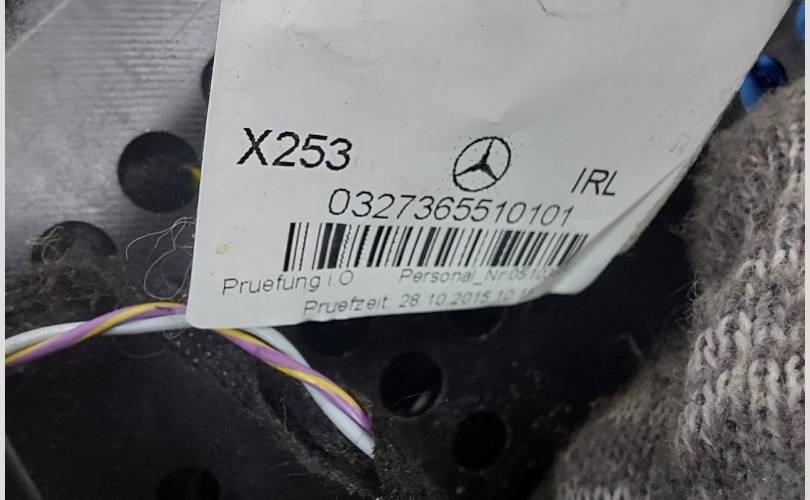 X253
IRL
0327365510101
Pruefung i.O. Personal_Nr:
Pruefzeit: 28.10.2015